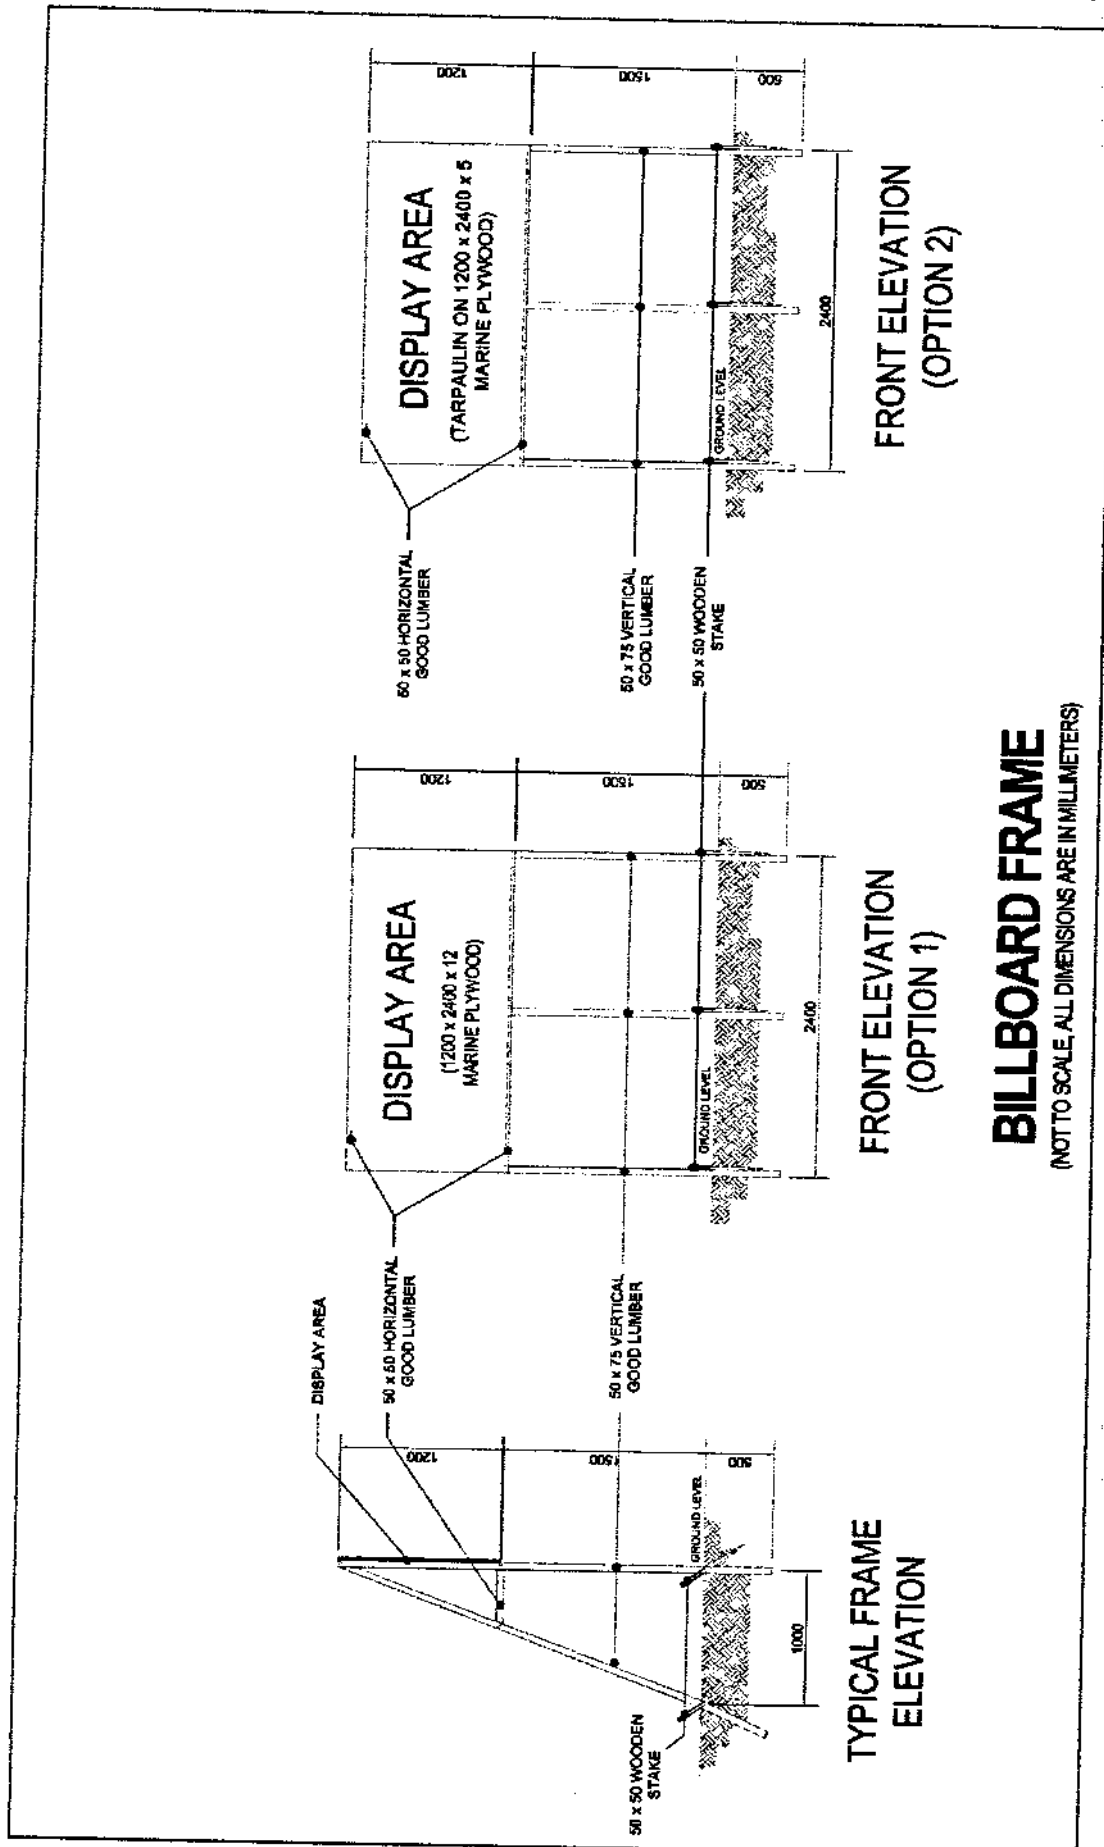 DISPLAY AREA
50 x 50 HORIZONTAL
GOOD LUMBER
50 x 75 VERTICAL
GOOD LUMBER
50 x 50 WOODEN
STAKE
GROUND LEVEL
1200
1500
500
1000
TYPICAL FRAME
ELEVATION
DISPLAY AREA
(1200 x 2400 x 12
MARINE PLYWOOD)
GROUND LEVEL
1200
1500
500
2400
FRONT ELEVATION
(OPTION 1)
50 x 50 HORIZONTAL
GOOD LUMBER
50 x 75 VERTICAL
GOOD LUMBER
50 x 50 WOODEN
STAKE
DISPLAY AREA
(TARPAULIN ON 1200 x 2400 x 5
MARINE PLYWOOD)
GROUND LEVEL
1200
1500
500
2400
FRONT ELEVATION
(OPTION 2)
BILLBOARD FRAME
(NOT TO SCALE, ALL DIMENSIONS ARE IN MILLIMETERS)